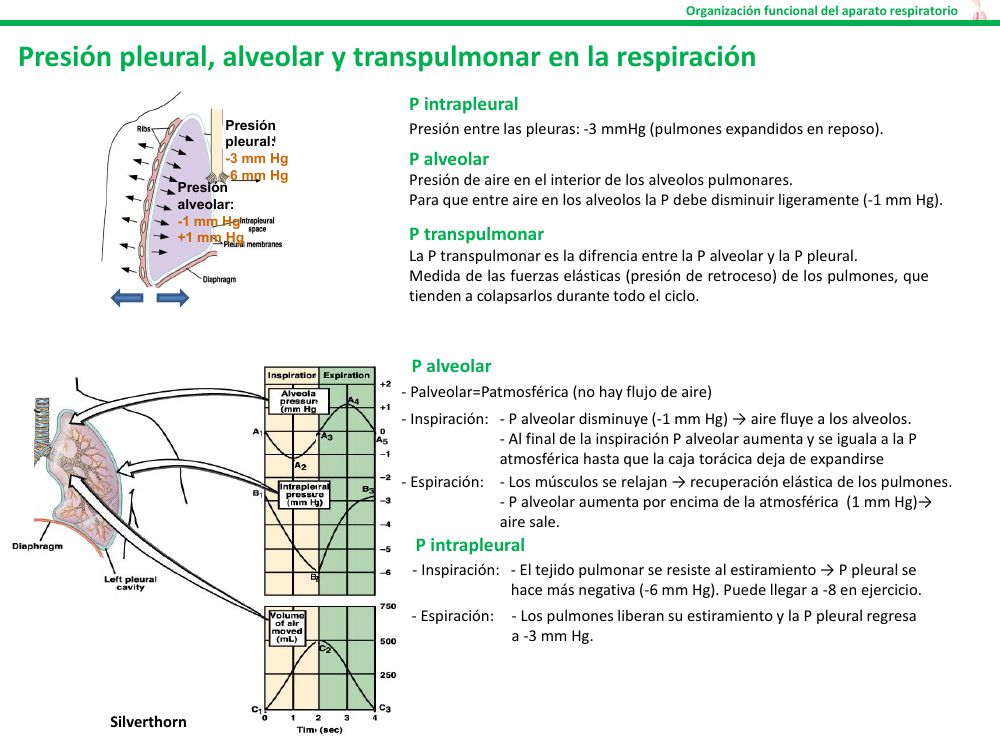 Organización funcional del aparato respiratorio
Presión pleural, alveolar y transpulmonar en la respiración
Ribs
Presión
pleural:
-3 mm Hg
-6 mm Hg
Presión
alveolar:
-1 mm Hg
+1 mm Hg
Intrapleural
space
Pleural membranes
Diaphragm
P intrapleural
Presión entre las pleuras: -3 mmHg (pulmones expandidos en reposo).
P alveolar
Presión de aire en el interior de los alveolos pulmonares.
Para que entre aire en los alveolos la P debe disminuir ligeramente (-1 mm Hg).
P transpulmonar
La P transpulmonar es la difrencia entre la P alveolar y la P pleural.
Medida de las fuerzas elásticas (presión de retroceso) de los pulmones, que
tienden a colapsarlos durante todo el ciclo.
Diaphragm
Left pleural
cavity
Inspiration Expiration
Alveola
pressure
(mm Hg
+2
+1
0
-1
-2
-3
-4
-5
-6
A1
A2
A3
A4
A5
Intrapleural
pressure
(mm Hg)
B1
B2
B3
Volume
of air
moved
(mL)
750
500
250
C1
C2
C3
0 1 2 3 4
Time (sec)
Silverthorn
P alveolar
- Palveolar=Patmosférica (no hay flujo de aire)
- Inspiración: - P alveolar disminuye (-1 mm Hg) → aire fluye a los alveolos.
- Al final de la inspiración P alveolar aumenta y se iguala a la P
atmosférica hasta que la caja torácica deja de expandirse
- Espiración: - Los músculos se relajan → recuperación elástica de los pulmones.
- P alveolar aumenta por encima de la atmosférica (1 mm Hg)→
aire sale.
P intrapleural
- Inspiración: - El tejido pulmonar se resiste al estiramiento → P pleural se
hace más negativa (-6 mm Hg). Puede llegar a -8 en ejercicio.
- Espiración: - Los pulmones liberan su estiramiento y la P pleural regresa
a -3 mm Hg.